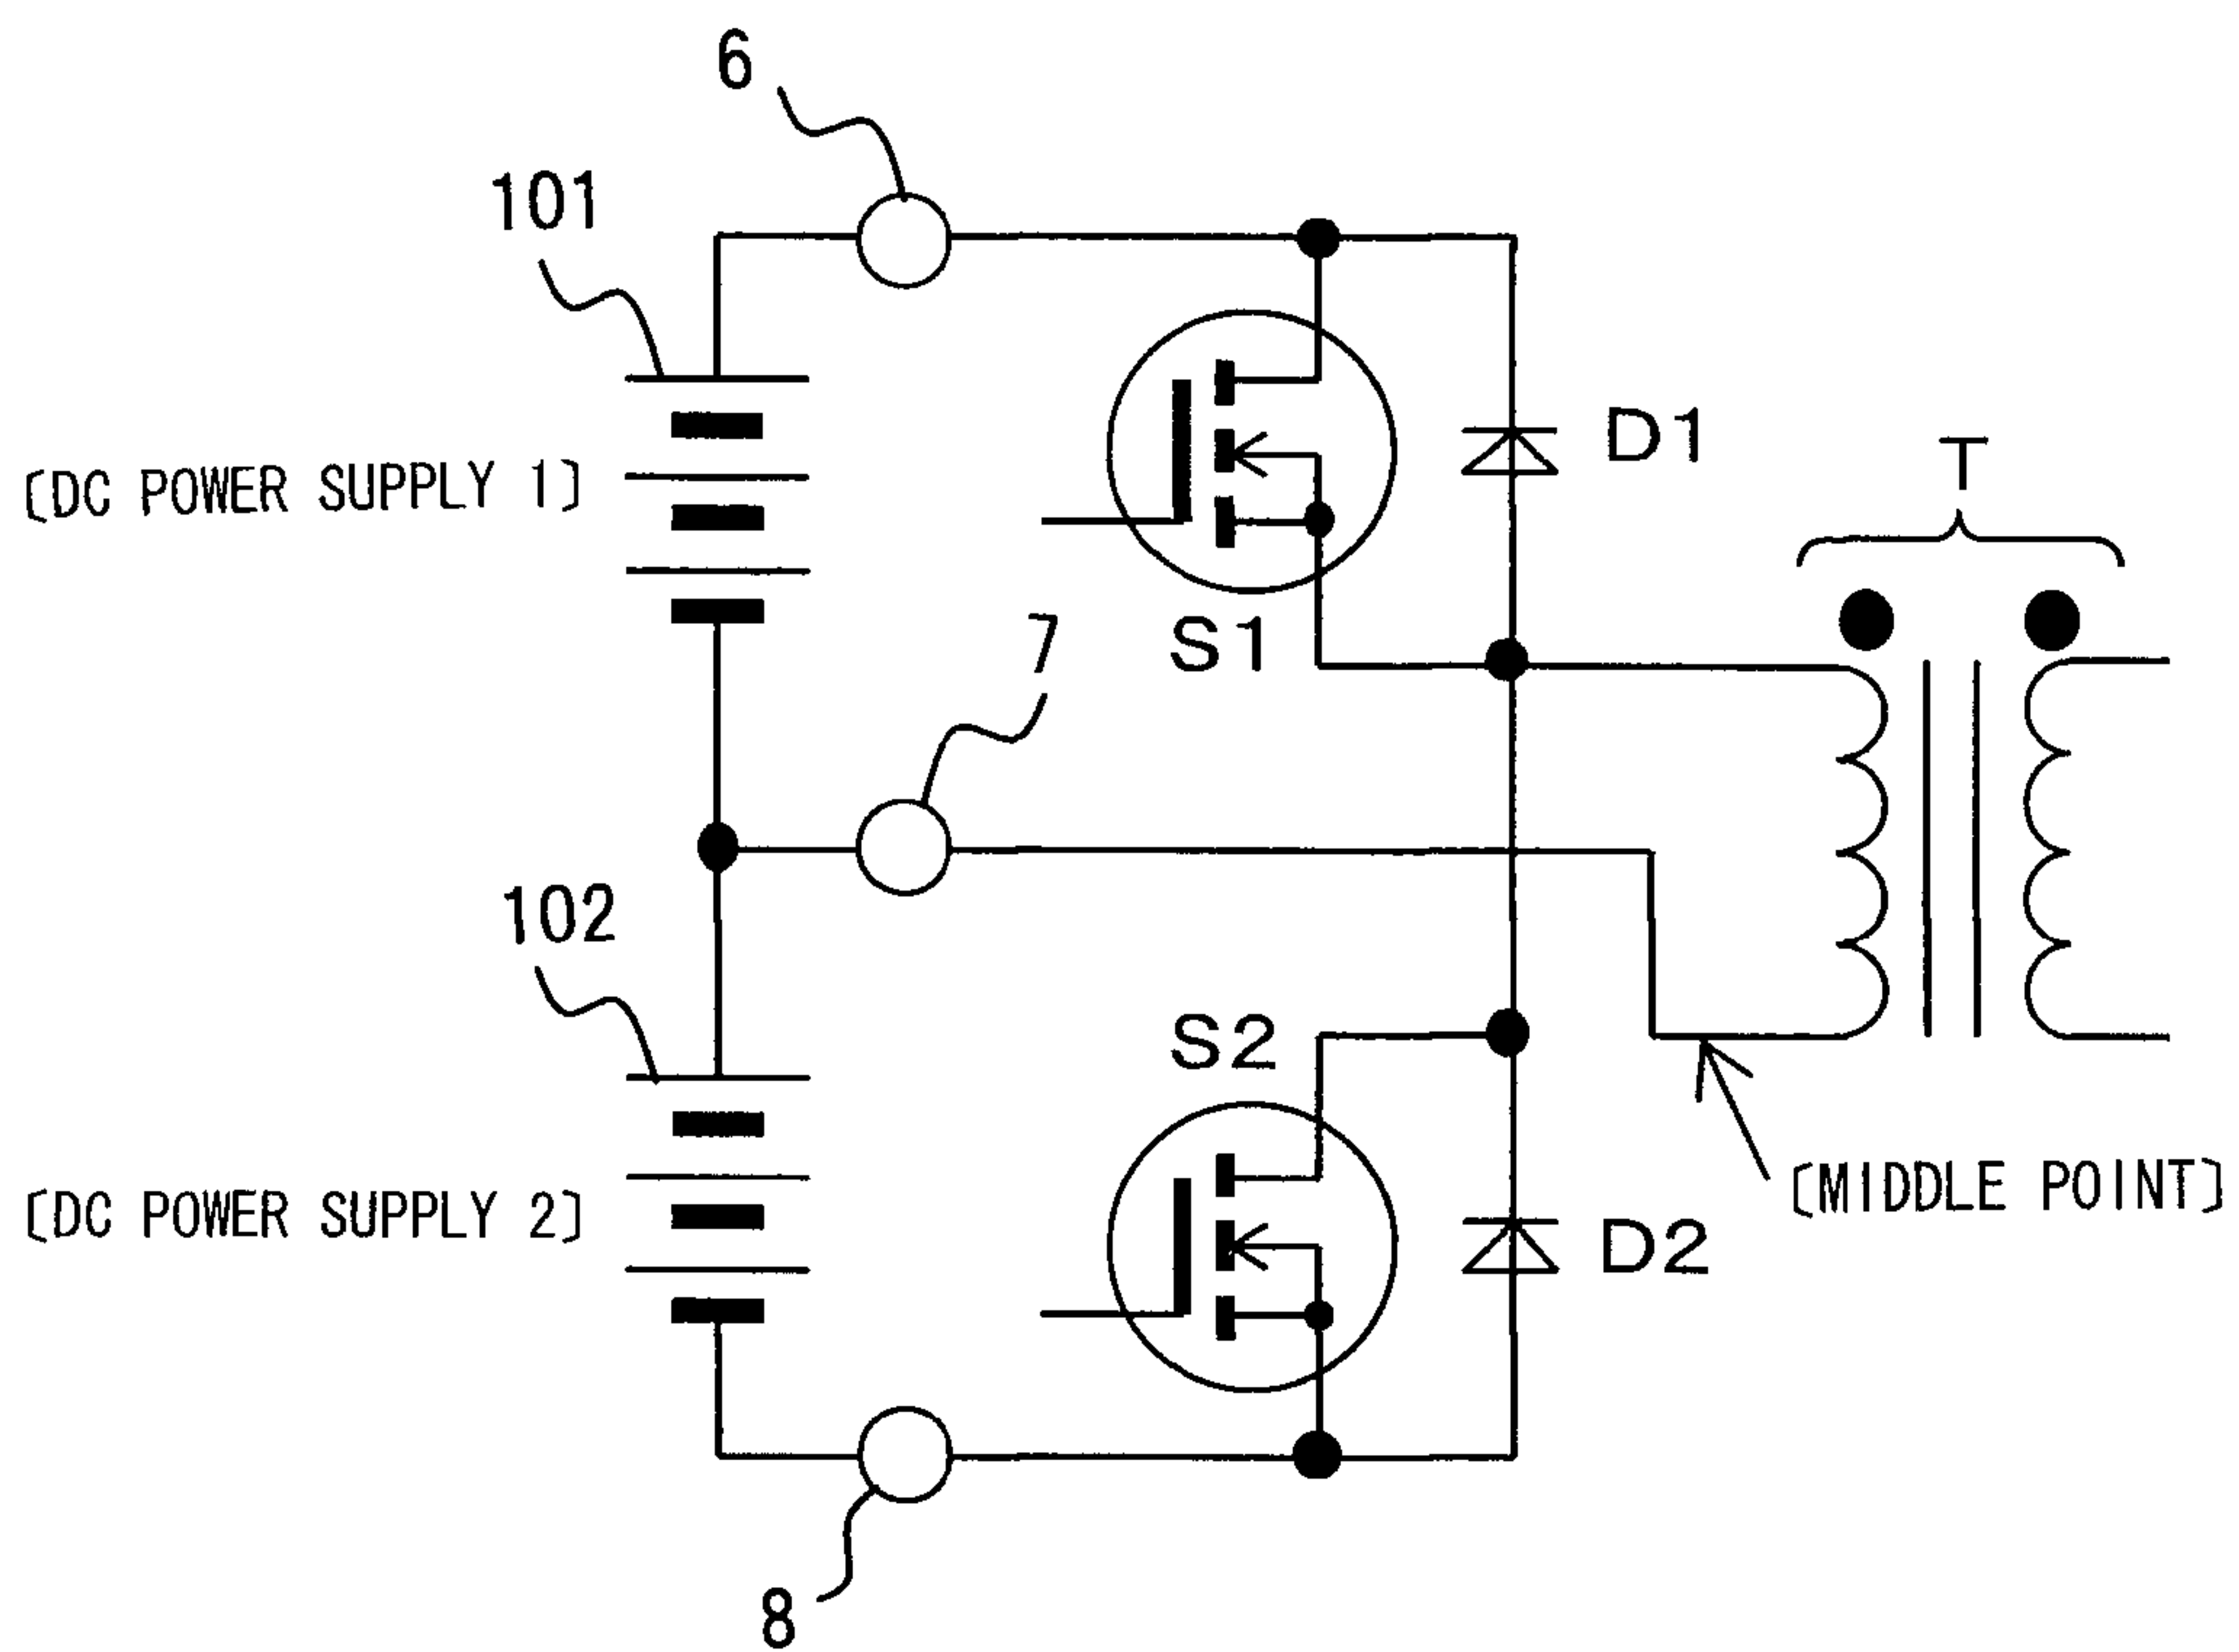 6
101
D1
T
〔DC POWER SUPPLY 1〕
S1
7
102
S2
〔MIDDLE POINT〕
〔DC POWER SUPPLY 2〕
D2
8